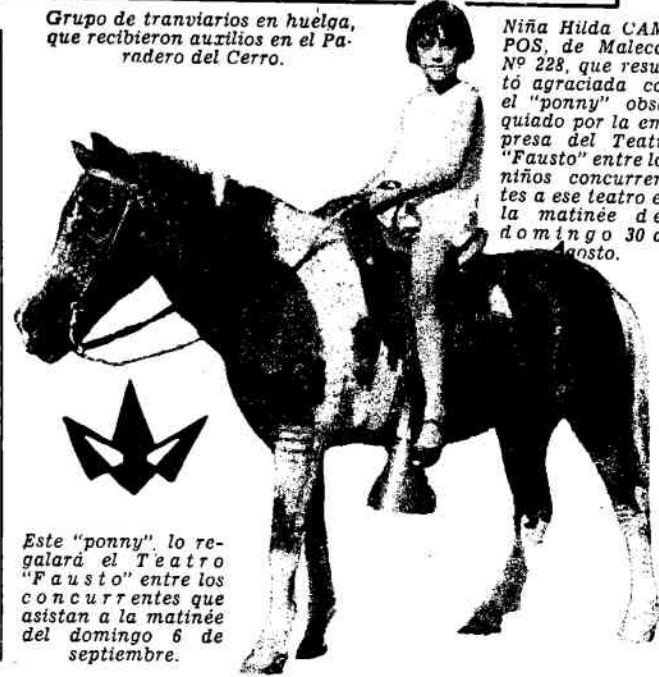 Grupo de tranviarios en huelga,
que recibieron auxilios en el Pa-
radero del Cerro.
Niña Hilda CAM
POS, de Maleco
Nº 228, que resu
tó agraciada co
el "ponny" obse
quiado por la em
presa del Teatr
"Fausto" entre lo
niños concurren
tes a ese teatro e
la matinée de
domingo 30 d
gosto.
Este "ponny" lo re-
galará el Teatro
"Fausto" entre los
concurrentes que
asistan a la matinée
del domingo 6 de
septiembre.